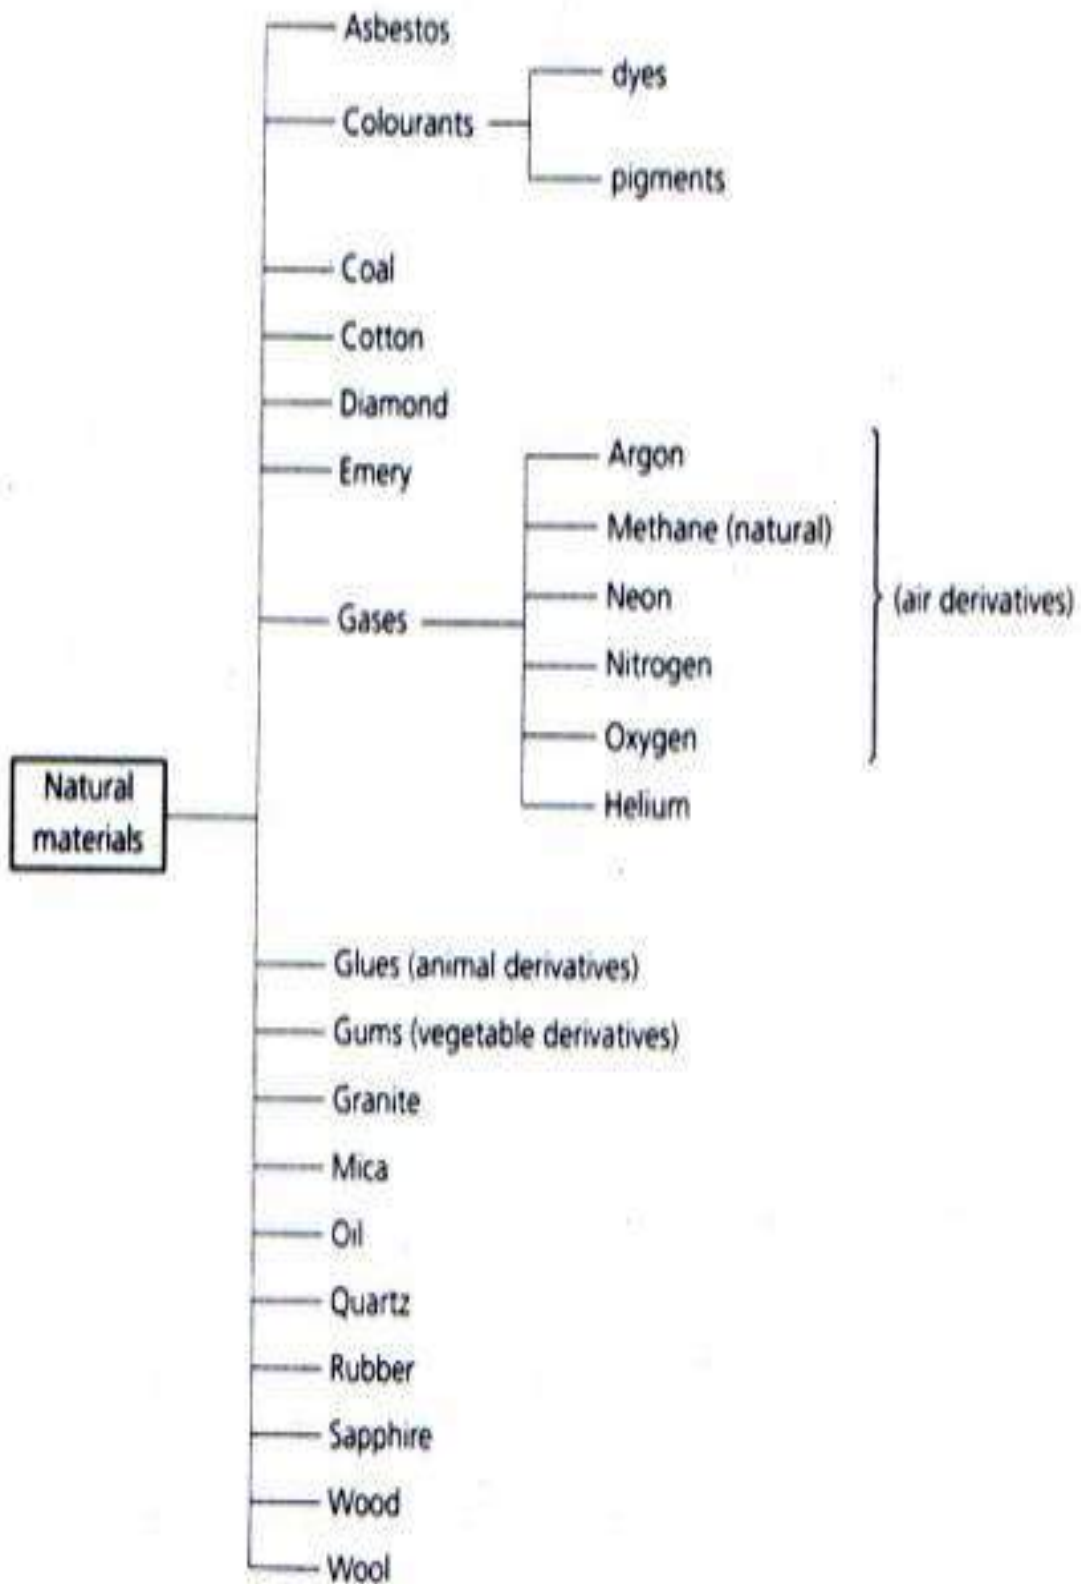 Asbestos
Colourants
dyes
pigments
Coal
Cotton
Diamond
Emery
Gases
Argon
Methane (natural)
Neon
Nitrogen
Oxygen
Helium
(air derivatives)
Natural
materials
Glues (animal derivatives)
Gums (vegetable derivatives)
Granite
Mica
Oil
Quartz
Rubber
Sapphire
Wood
Wool